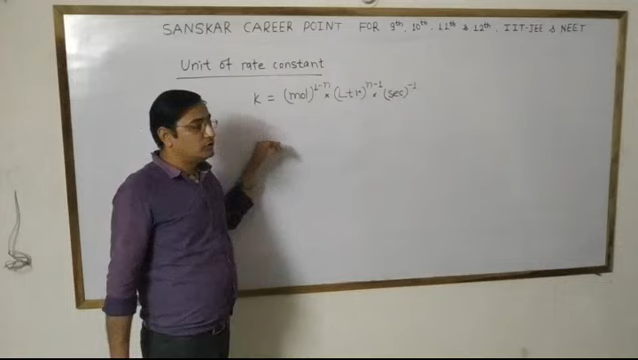 SANSKAR CAREER POINT FOR 9th, 10th, 11th & 12th, IIT-JEE & NEET
Unit of rate constant
K = (mol)^1-n × (Ltr)^n-1 × (sec)^-1